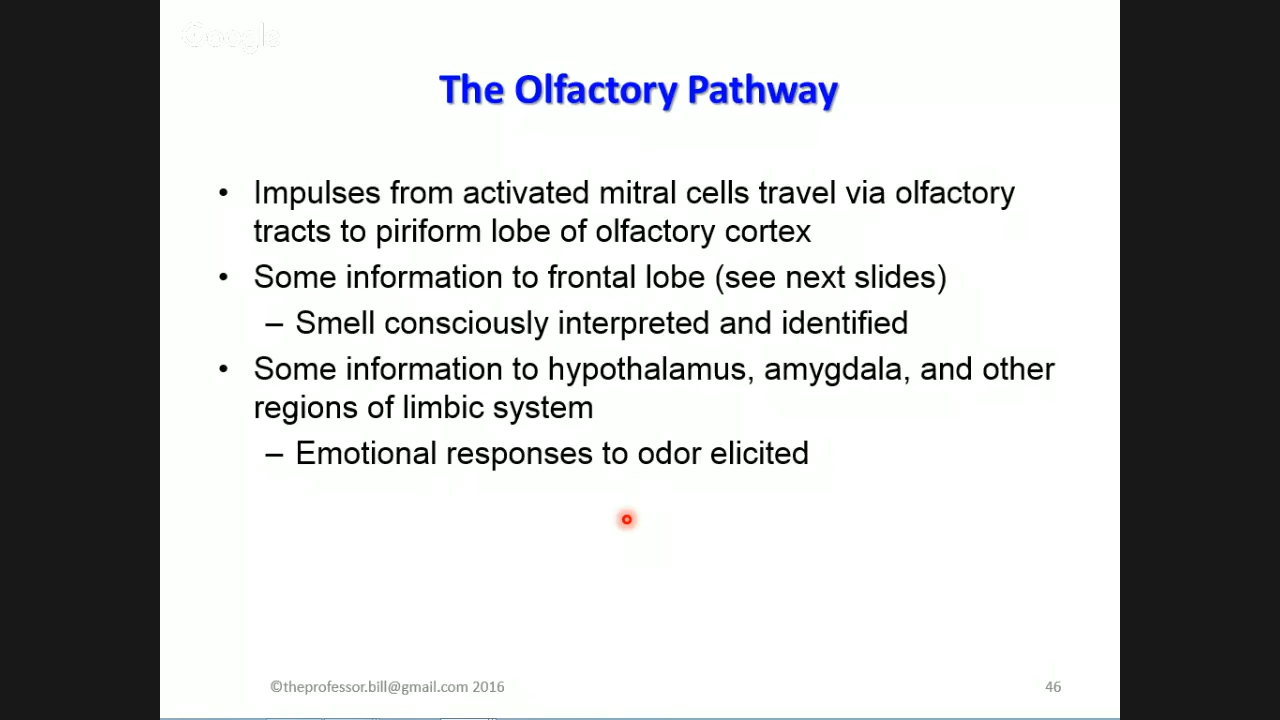 Google
The Olfactory Pathway
• Impulses from activated mitral cells travel via olfactory
tracts to piriform lobe of olfactory cortex
• Some information to frontal lobe (see next slides)
– Smell consciously interpreted and identified
• Some information to hypothalamus, amygdala, and other
regions of limbic system
– Emotional responses to odor elicited
©theprofessor.bill@gmail.com 2016
46